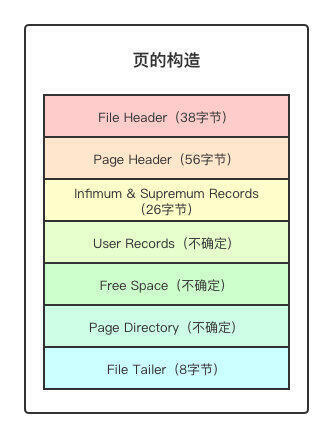 页的构造
File Header（38字节）
Page Header（56字节）
Infimum & Supremum Records
（26字节）
User Records（不确定）
Free Space（不确定）
Page Directory（不确定）
File Tailer（8字节）